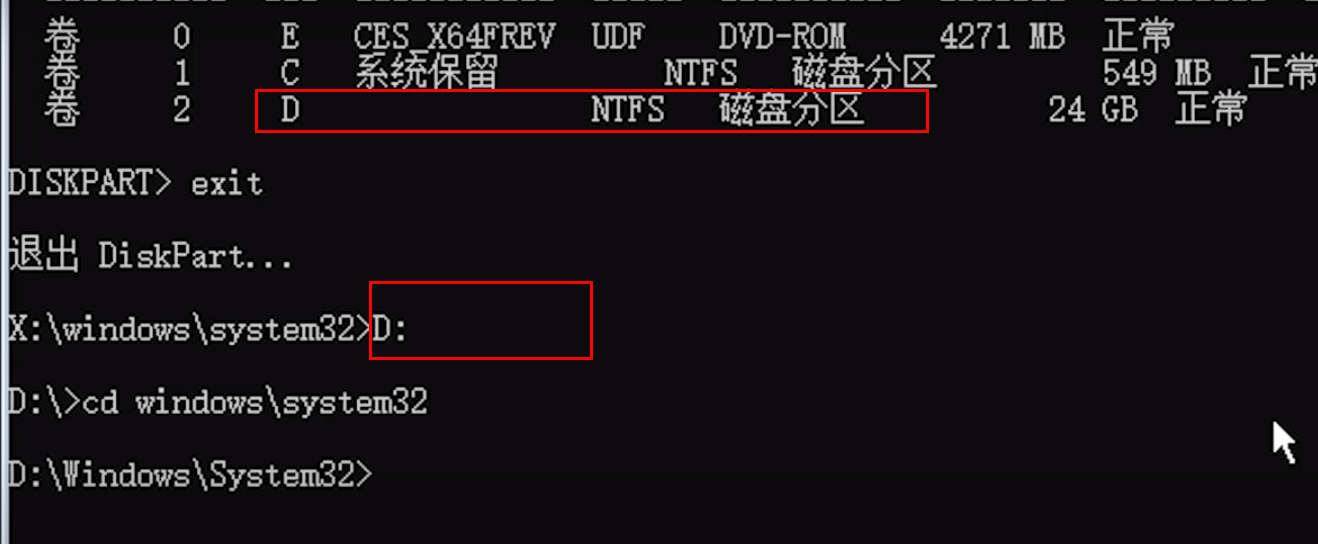 卷 0 E CES_X64FREV UDF DVD-ROM 4271 MB 正常
卷 1 C 系统保留 NTFS 磁盘分区 549 MB 正常
卷 2 D NTFS 磁盘分区 24 GB 正常
DISKPART> exit
退出 DiskPart...
X:\windows\system32>D:
D:\>cd windows\system32
D:\Windows\System32>